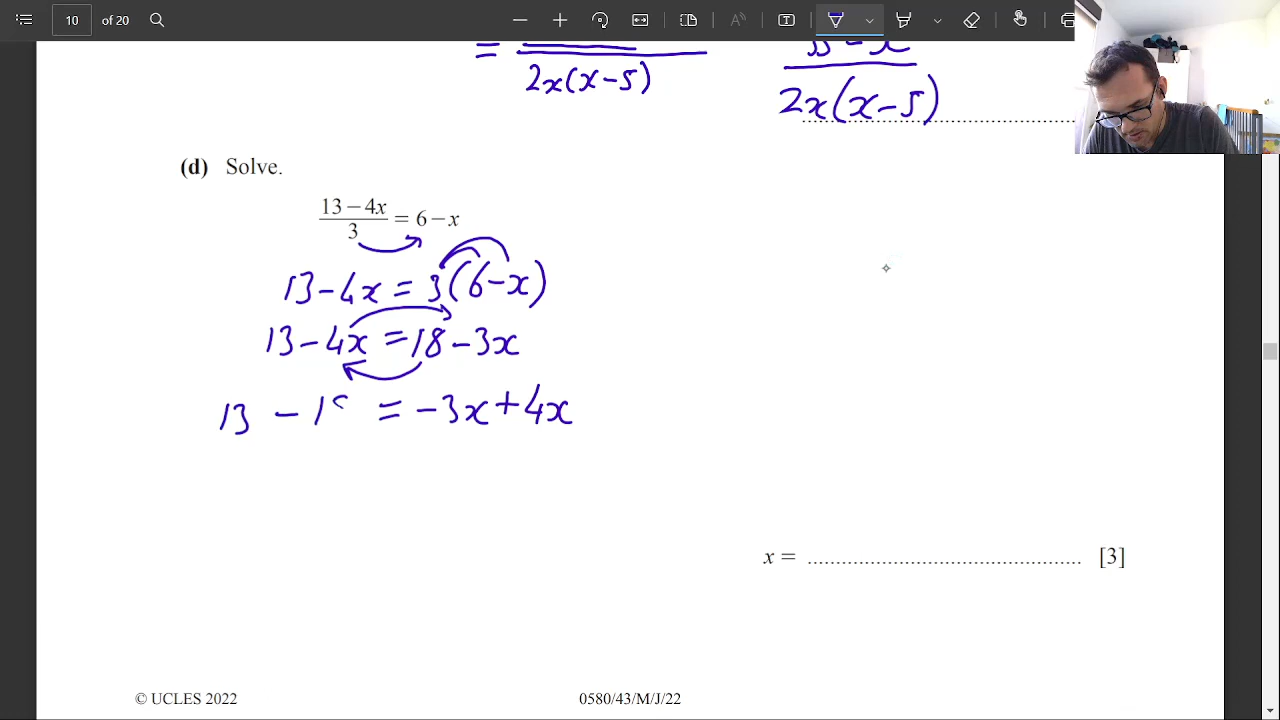 10 of 20
=
2x(x-5)
2x(x-5)
(d) Solve.
13 - 4x
3
= 6 - x
13 - 4x = 3(6 - x)
13 - 4x = 18 - 3x
13 - 1 = -3x + 4x
x = .......... [3]
© UCLES 2022
0580/43/M/J/22